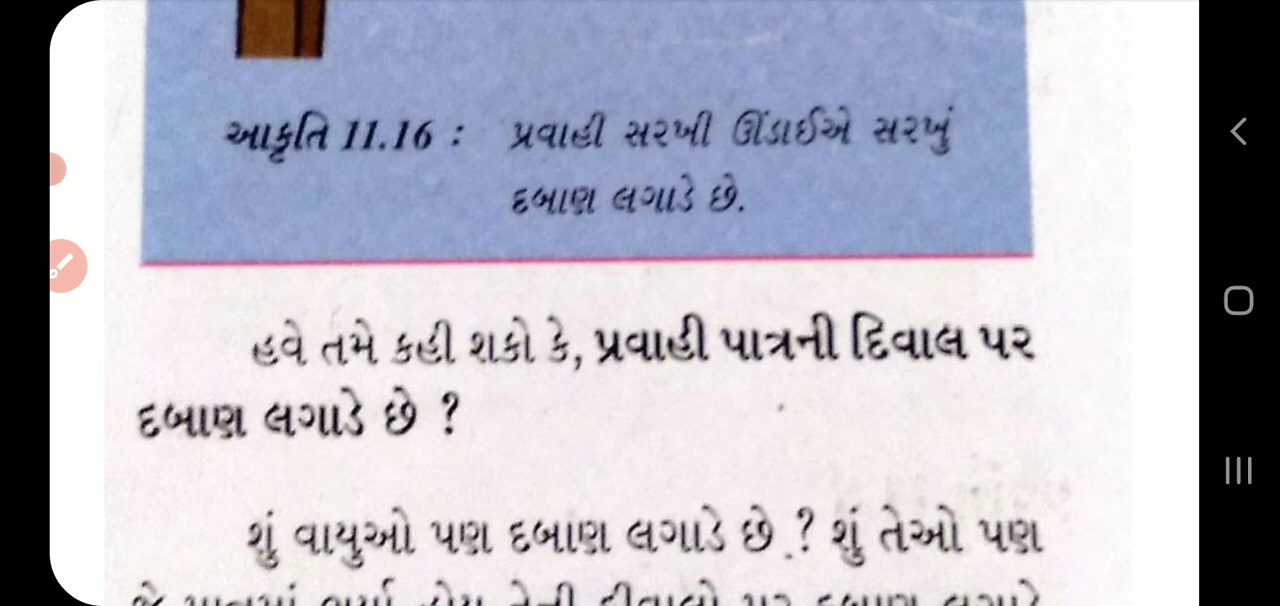 આકૃતિ 11.16 : પ્રવાહી સરખી ઊંડાઈએ સરખું
દબાણ લગાડે છે.
હવે તમે કહી શકો કે, પ્રવાહી પાત્રની દિવાલ પર
દબાણ લગાડે છે ?
શું વાયુઓ પણ દબાણ લગાડે છે ? શું તેઓ પણ